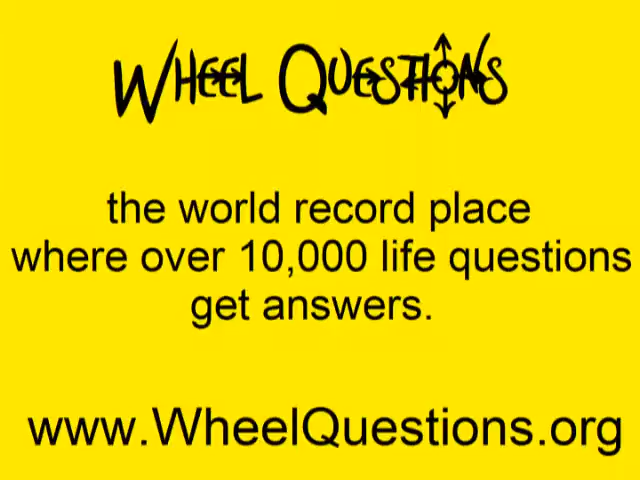 WHEEL QUESTIONS
the world record place
where over 10,000 life questions
get answers.
www.WheelQuestions.org